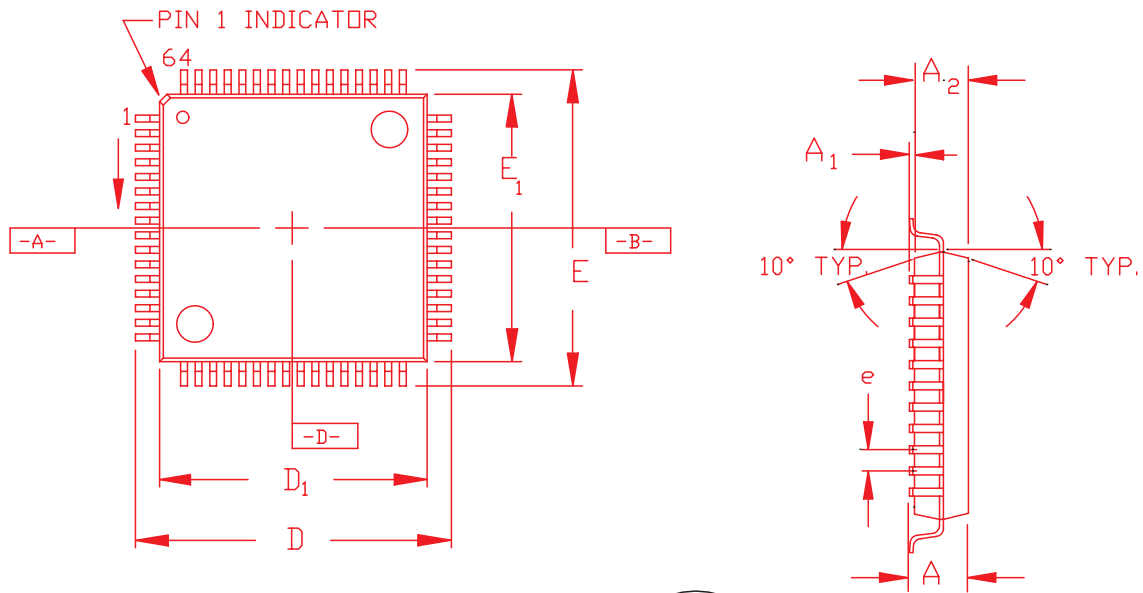 PIN 1 INDICATOR
64
1
A2
A1
E1
E
-A-
-B-
10° TYP.
10° TYP.
e
-D-
D1
D
A